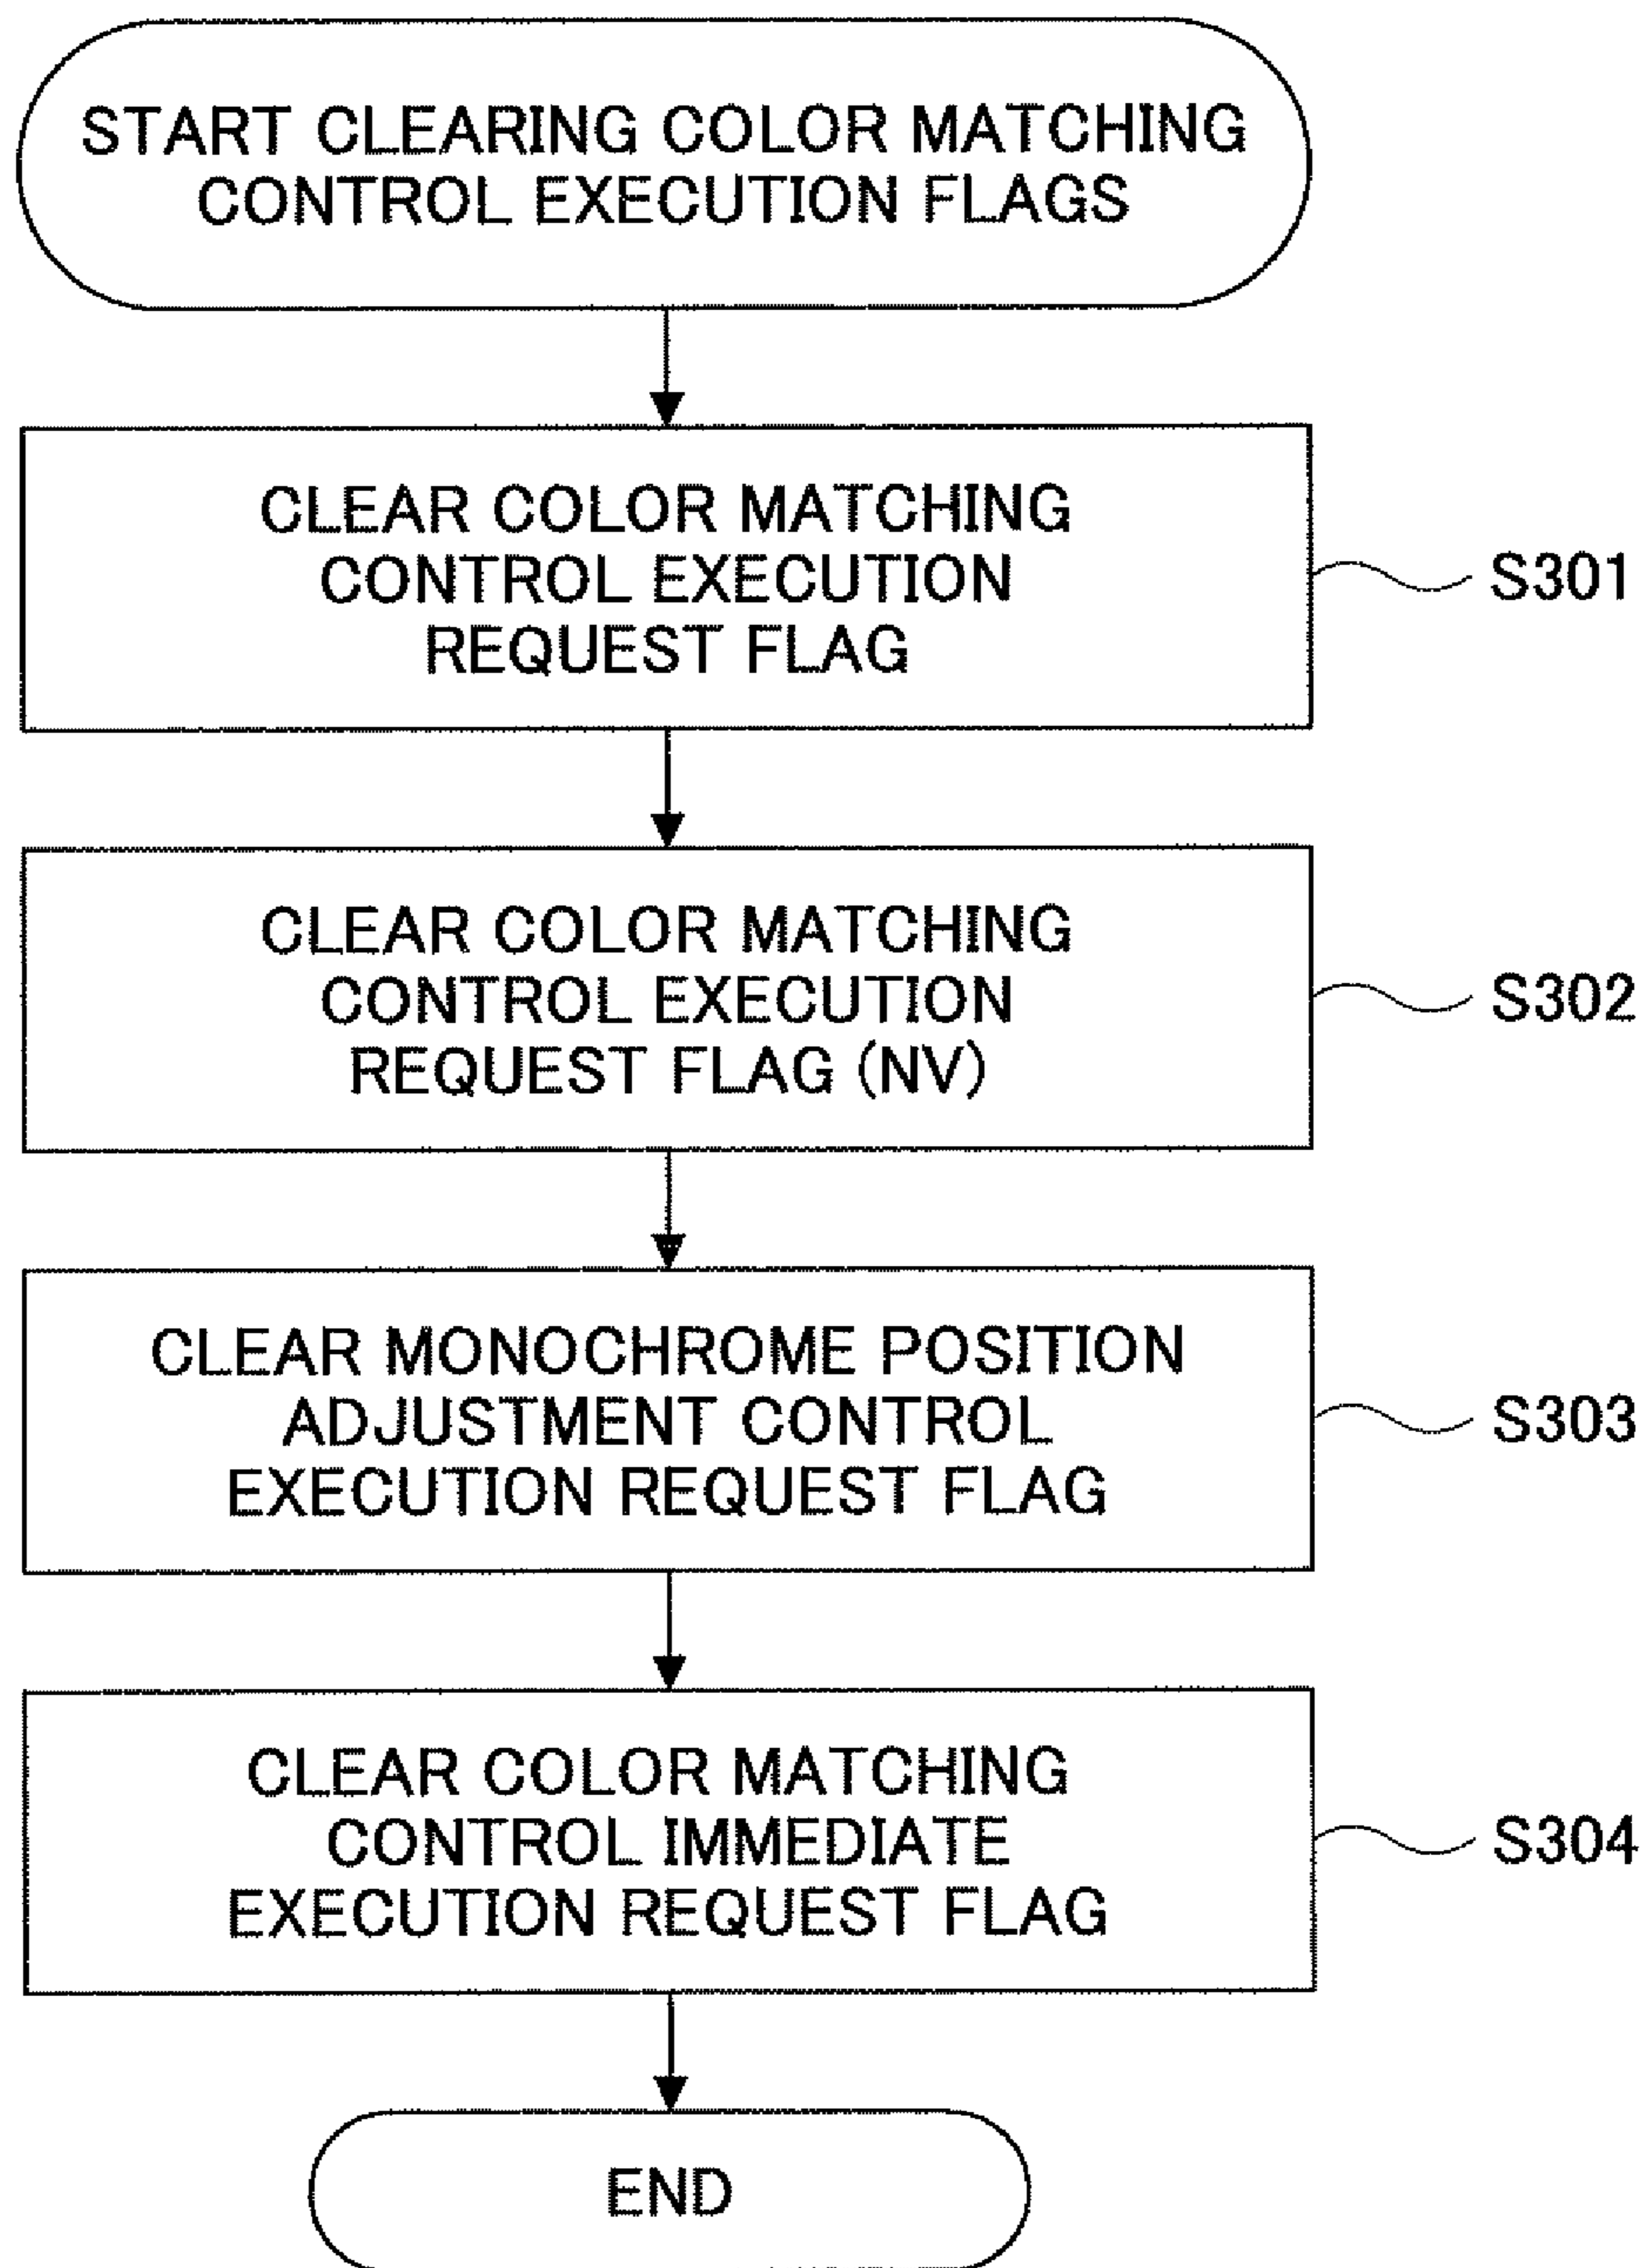 START CLEARING COLOR MATCHING
CONTROL EXECUTION FLAGS
CLEAR COLOR MATCHING
CONTROL EXECUTION
REQUEST FLAG
S301
CLEAR COLOR MATCHING
CONTROL EXECUTION
REQUEST FLAG (NV)
S302
CLEAR MONOCHROME POSITION
ADJUSTMENT CONTROL
EXECUTION REQUEST FLAG
S303
CLEAR COLOR MATCHING
CONTROL IMMEDIATE
EXECUTION REQUEST FLAG
S304
END